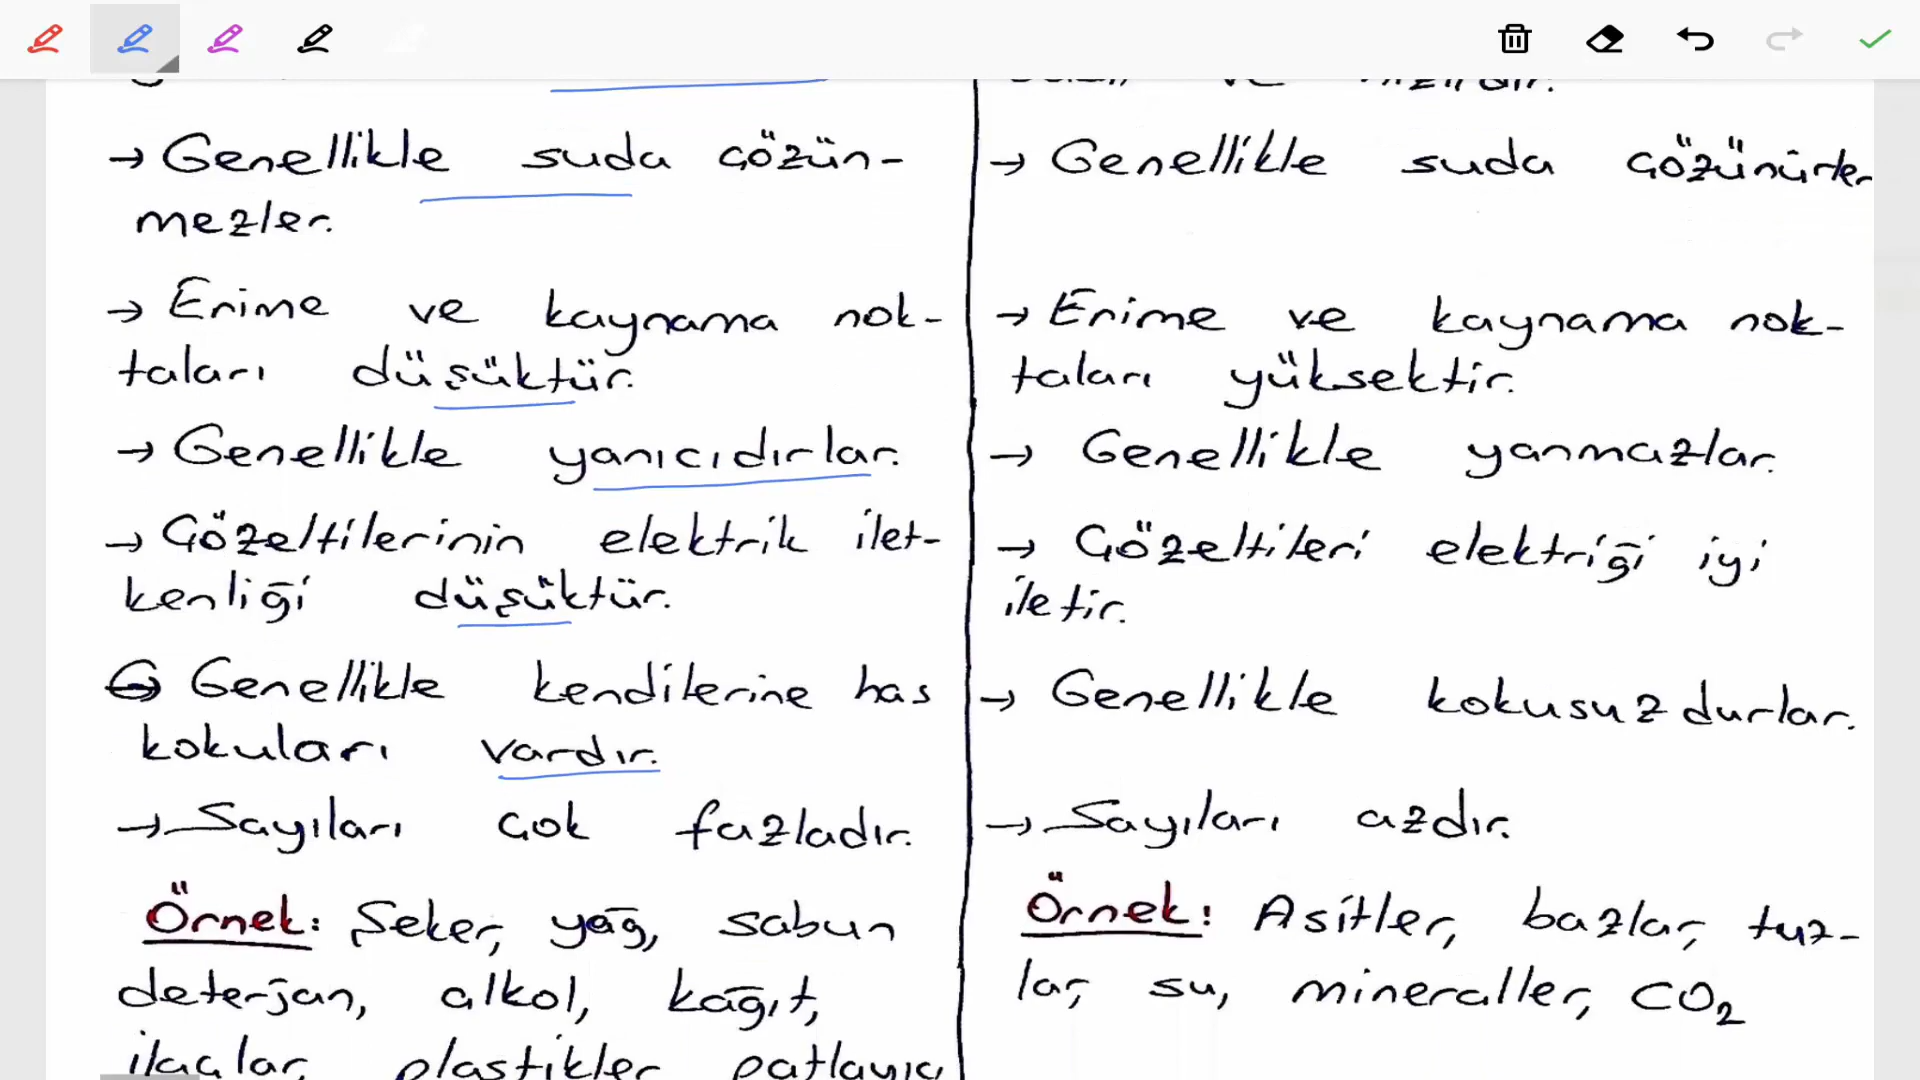 → Genellikle suda çözün-
mezler.
→ Erime ve kaynama nok-
taları düşüktür.
→ Genellikle yanıcıdırlar.
→ Çözeltilerinin elektrik ilet-
kenliği düşüktür.
→ Genellikle kendilerine has
kokuları vardır.
→ Sayıları çok fazladır.
Örnek: Şeker, yağ, sabun
deterjan, alkol, kağıt,
ilaçlar, plastikler patlayıcı
→ Genellikle suda çözünürler
→ Erime ve kaynama nok-
taları yüksektir.
→ Genellikle yanmazlar.
→ Çözeltileri elektriği iyi
iletir.
→ Genellikle kokusuzdurlar.
→ Sayıları azdır.
Örnek: Asitler, bazlar, tuz-
lar, su, mineraller, CO₂